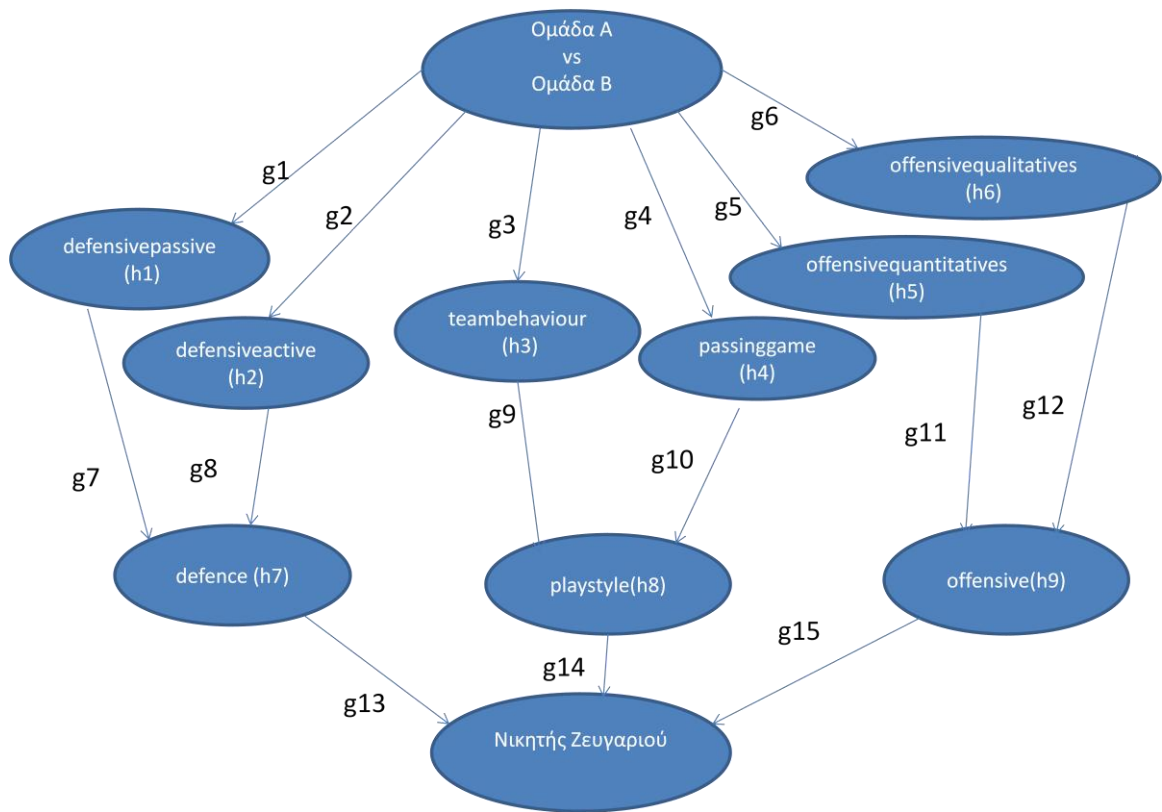 Ομάδα Α
vs
Ομάδα Β
g6
offensivequalitatives
(h6)
g1
g2
g3
g4
g5
defensivepassive
(h1)
offensivequantitatives
(h5)
teambehaviour
(h3)
defensiveactive
(h2)
passinggame
(h4)
g9
g12
g11
g10
g7
g8
defence (h7)
playstyle(h8)
offensive(h9)
g15
g14
g13
Νικητής Ζευγαριού